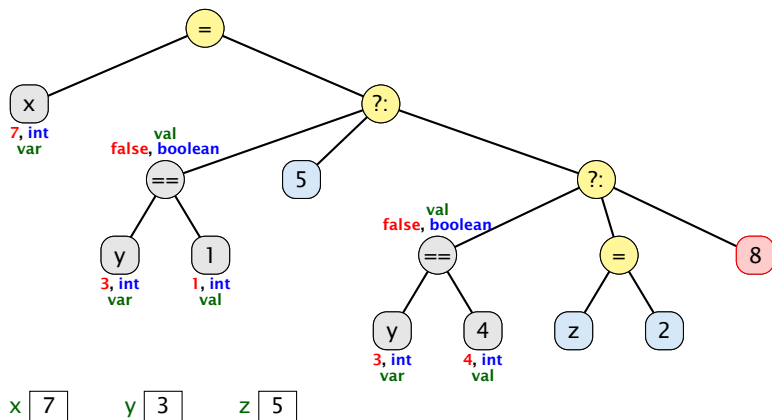 =
x
7, int
var
?:
val
false, boolean
==
5
?:
y
3, int
var
1
1, int
val
val
false, boolean
==
=
8
y
3, int
var
4
4, int
val
z
2
x 7 y 3 z 5